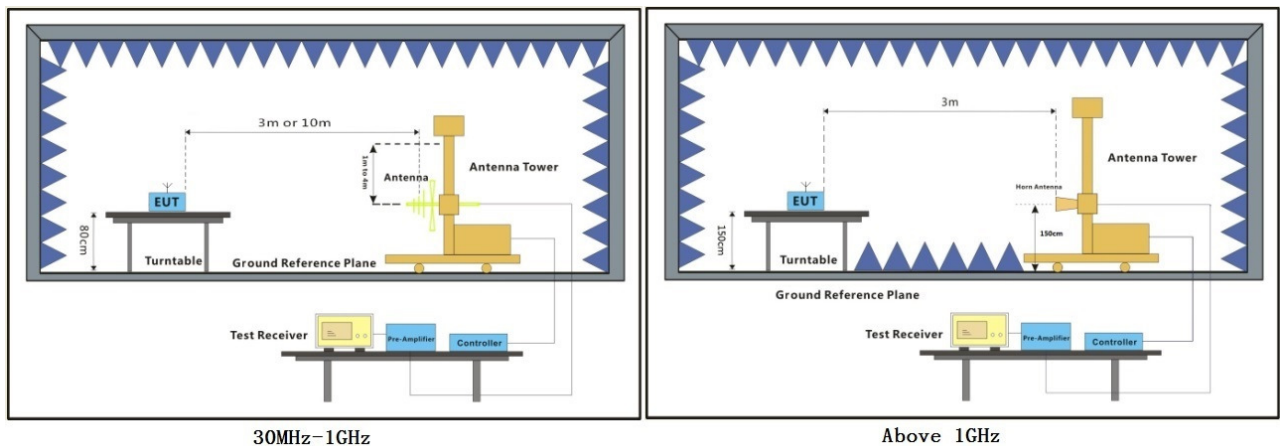 3m or 10m
1m to 4m
Antenna
Antenna Tower
EUT
80cm
Turntable
Ground Reference Plane
Test Receiver
Pre-Amplifier
Controller
30MHz-1GHz
3m
Antenna Tower
Horn Antenna
EUT
150cm
150cm
Turntable
Ground Reference Plane
Test Receiver
Pre-Amplifier
Controller
Above 1GHz